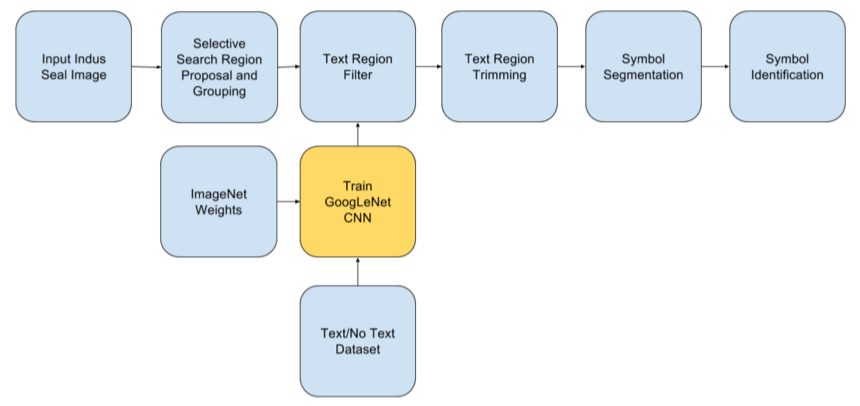 Input Indus
Seal Image
Selective
Search Region
Proposal and
Grouping
Text Region
Filter
Text Region
Trimming
Symbol
Segmentation
Symbol
Identification
ImageNet
Weights
Train
GoogLeNet
CNN
Text/No Text
Dataset